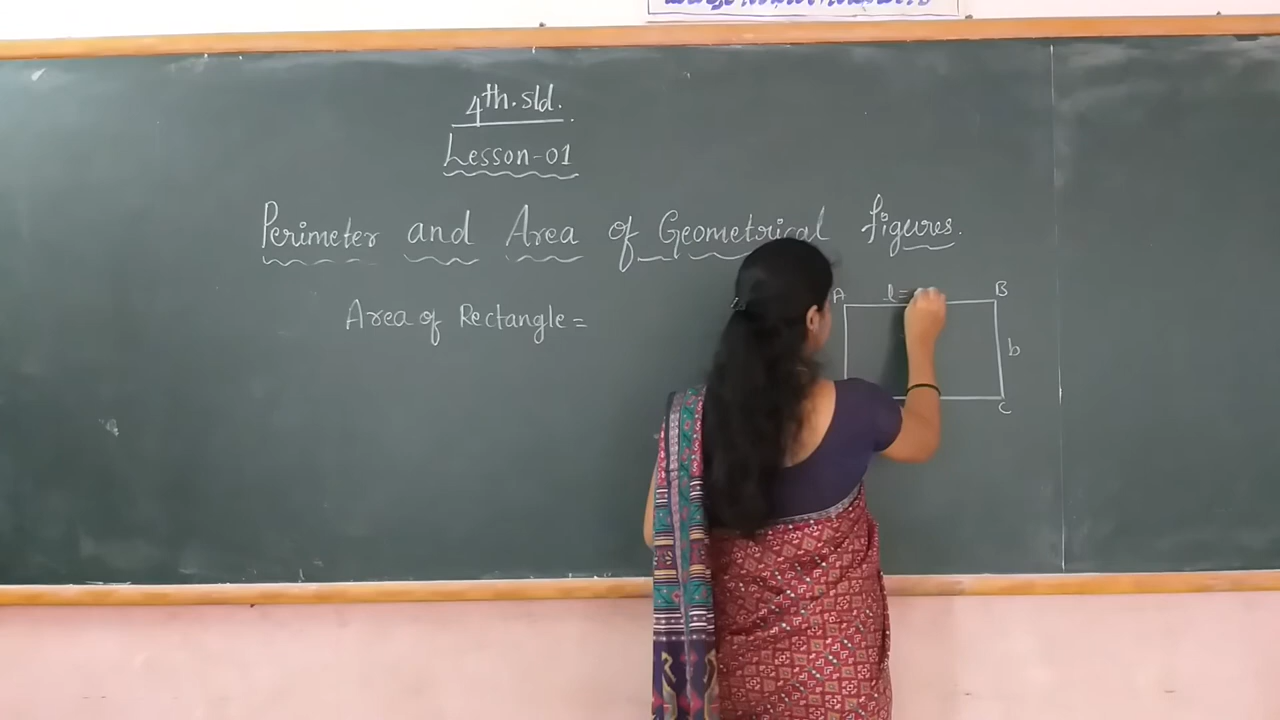 4th.std.
Lesson-01
Perimeter and Area of Geometrical figures.
Area of Rectangle =
A
l =
B
b
C